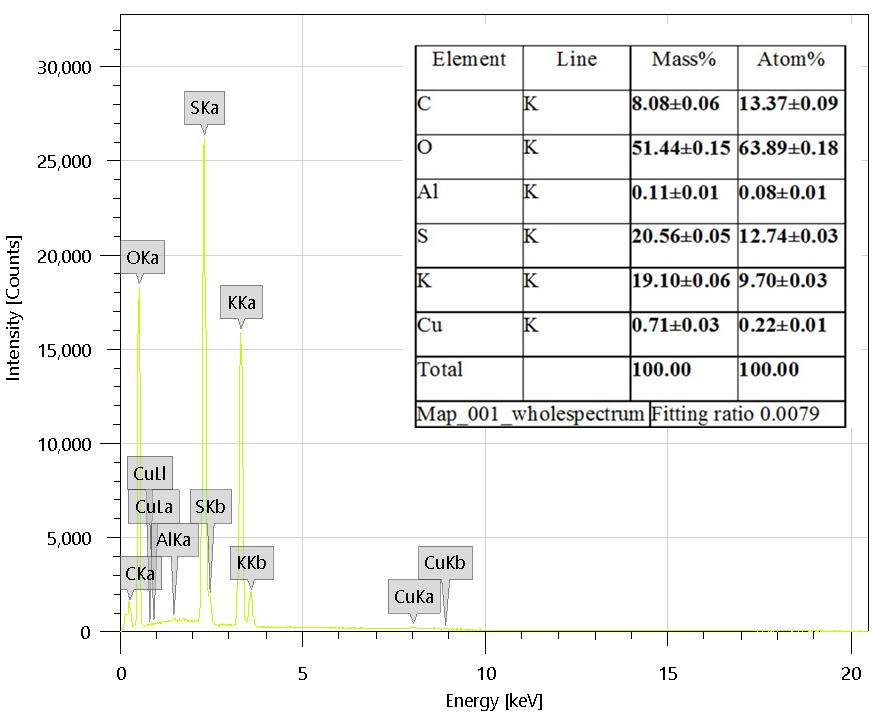 Intensity [Counts]
30,000
25,000
20,000
15,000
10,000
5,000
0
SKa
OKa
KKa
CuLl
CuLa
SKb
AlKa
CKa
KKb
CuKb
CuKa
0 5 10 15 20
Energy [keV]
Element Line Mass% Atom%
C K 8.08±0.06 13.37±0.09
O K 51.44±0.15 63.89±0.18
Al K 0.11±0.01 0.08±0.01
S K 20.56±0.05 12.74±0.03
K K 19.10±0.06 9.70±0.03
Cu K 0.71±0.03 0.22±0.01
Total 100.00 100.00
Map_001_wholespectrum Fitting ratio 0.0079